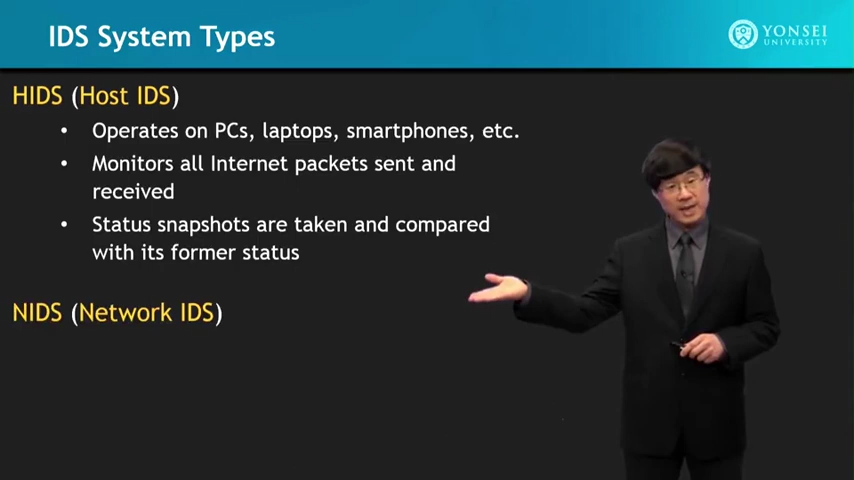 IDS System Types
YONSEI
UNIVERSITY
HIDS (Host IDS)
• Operates on PCs, laptops, smartphones, etc.
• Monitors all Internet packets sent and
received
• Status snapshots are taken and compared
with its former status
NIDS (Network IDS)